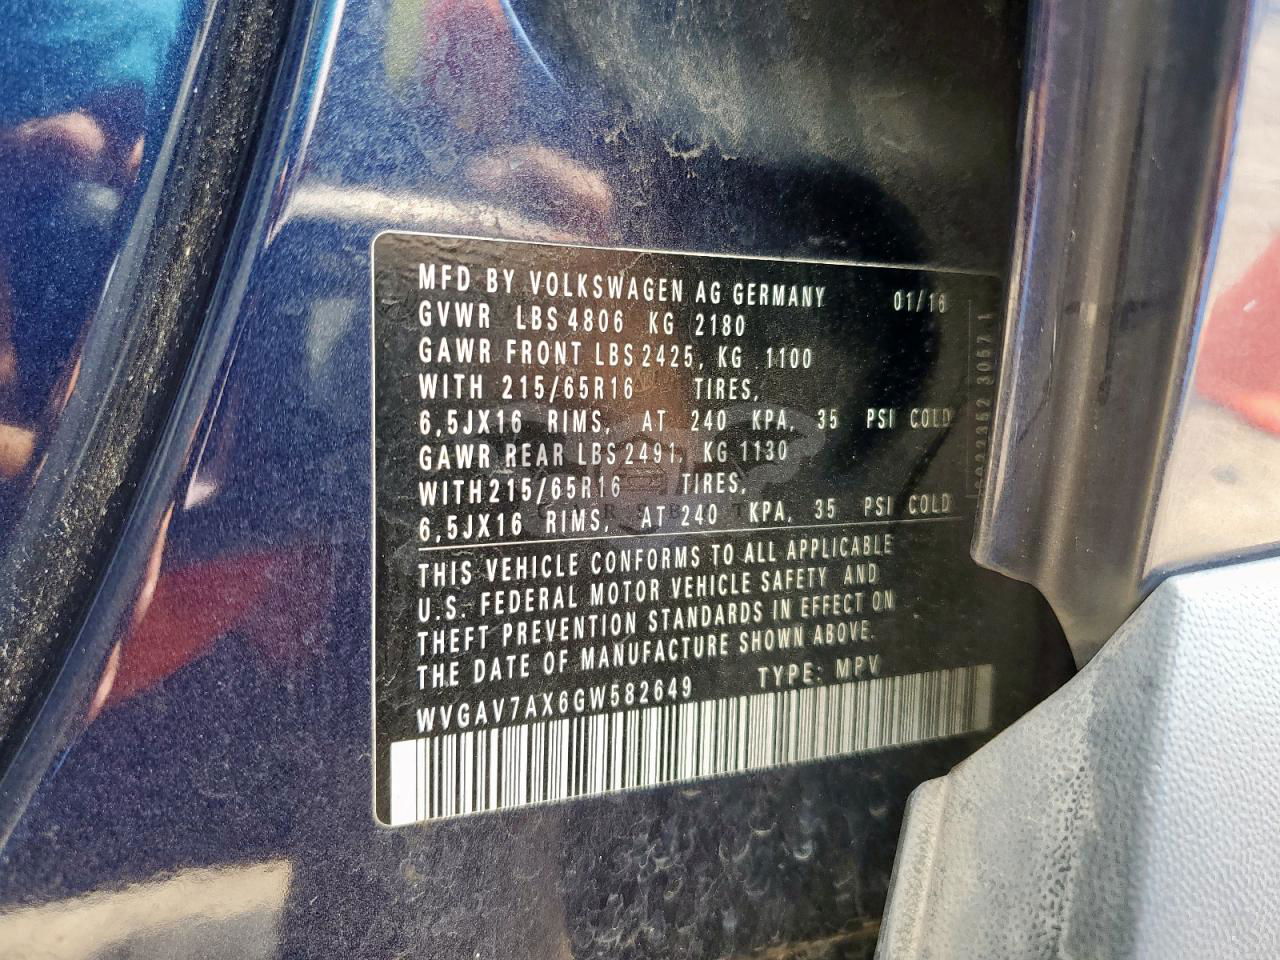 MFD BY VOLKSWAGEN AG GERMANY 01/16
GVWR LBS 4806 KG 2180
GAWR FRONT LBS 2425, KG 1100
WITH 215/65R16 TIRES,
6,5JX16 RIMS, AT 240 KPA, 35 PSI COLD
GAWR REAR LBS 2491, KG 1130
WITH 215/65R16 TIRES,
6,5JX16 RIMS, AT 240 KPA, 35 PSI COLD
THIS VEHICLE CONFORMS TO ALL APPLICABLE
U.S. FEDERAL MOTOR VEHICLE SAFETY AND
THEFT PREVENTION STANDARDS IN EFFECT ON
THE DATE OF MANUFACTURE SHOWN ABOVE.
WVGAV7AX6GW582649 TYPE: MPV